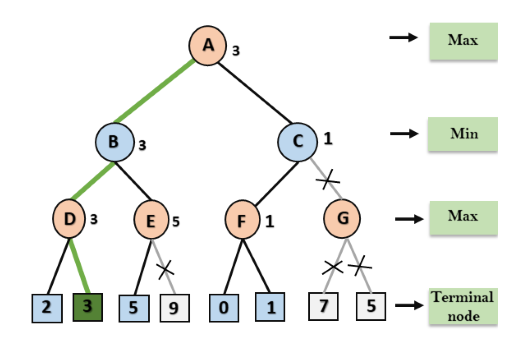 A 3 Max
B 3 C 1 Min
D 3 E 5 F 1 G Max
2 3 5 9 0 1 7 5 Terminal
node